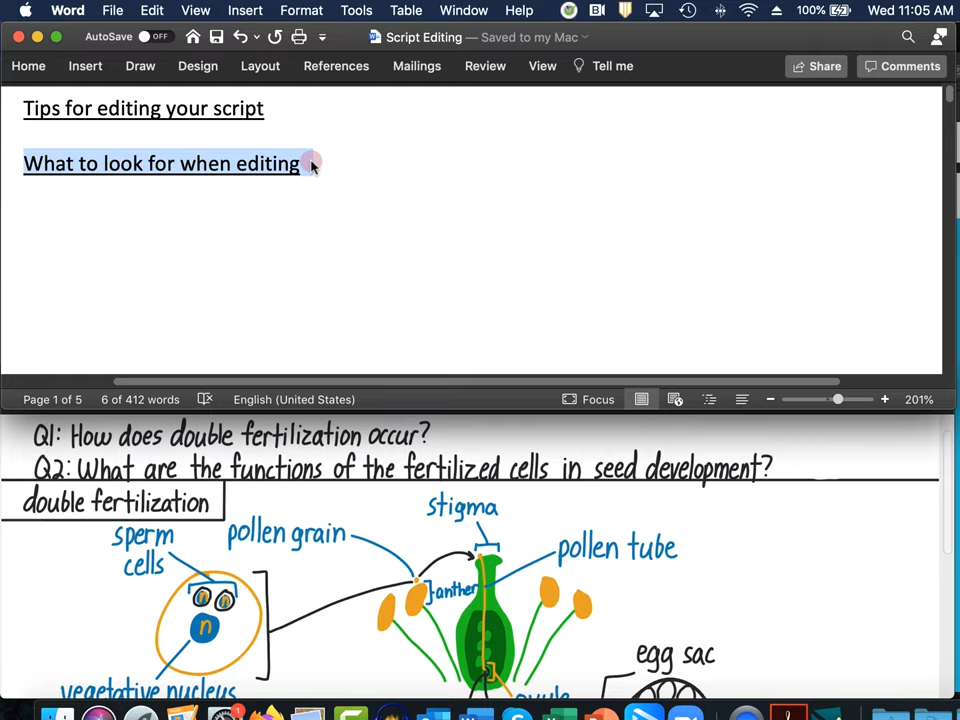 Word File Edit View Insert Format Tools Table Window Help 100% Wed 11:05 AM
AutoSave OFF Script Editing — Saved to my Mac
Home Insert Draw Design Layout References Mailings Review View Tell me Share Comments
Tips for editing your script
What to look for when editing
Page 1 of 5 6 of 412 words English (United States) Focus 201%
Q1: How does double fertilization occur?
Q2: What are the functions of the fertilized cells in seed development?
double fertilization
stigma
sperm
cells
pollen grain
pollen tube
anther
n
n
n
egg sac
vegetative nucleus
ovule
1